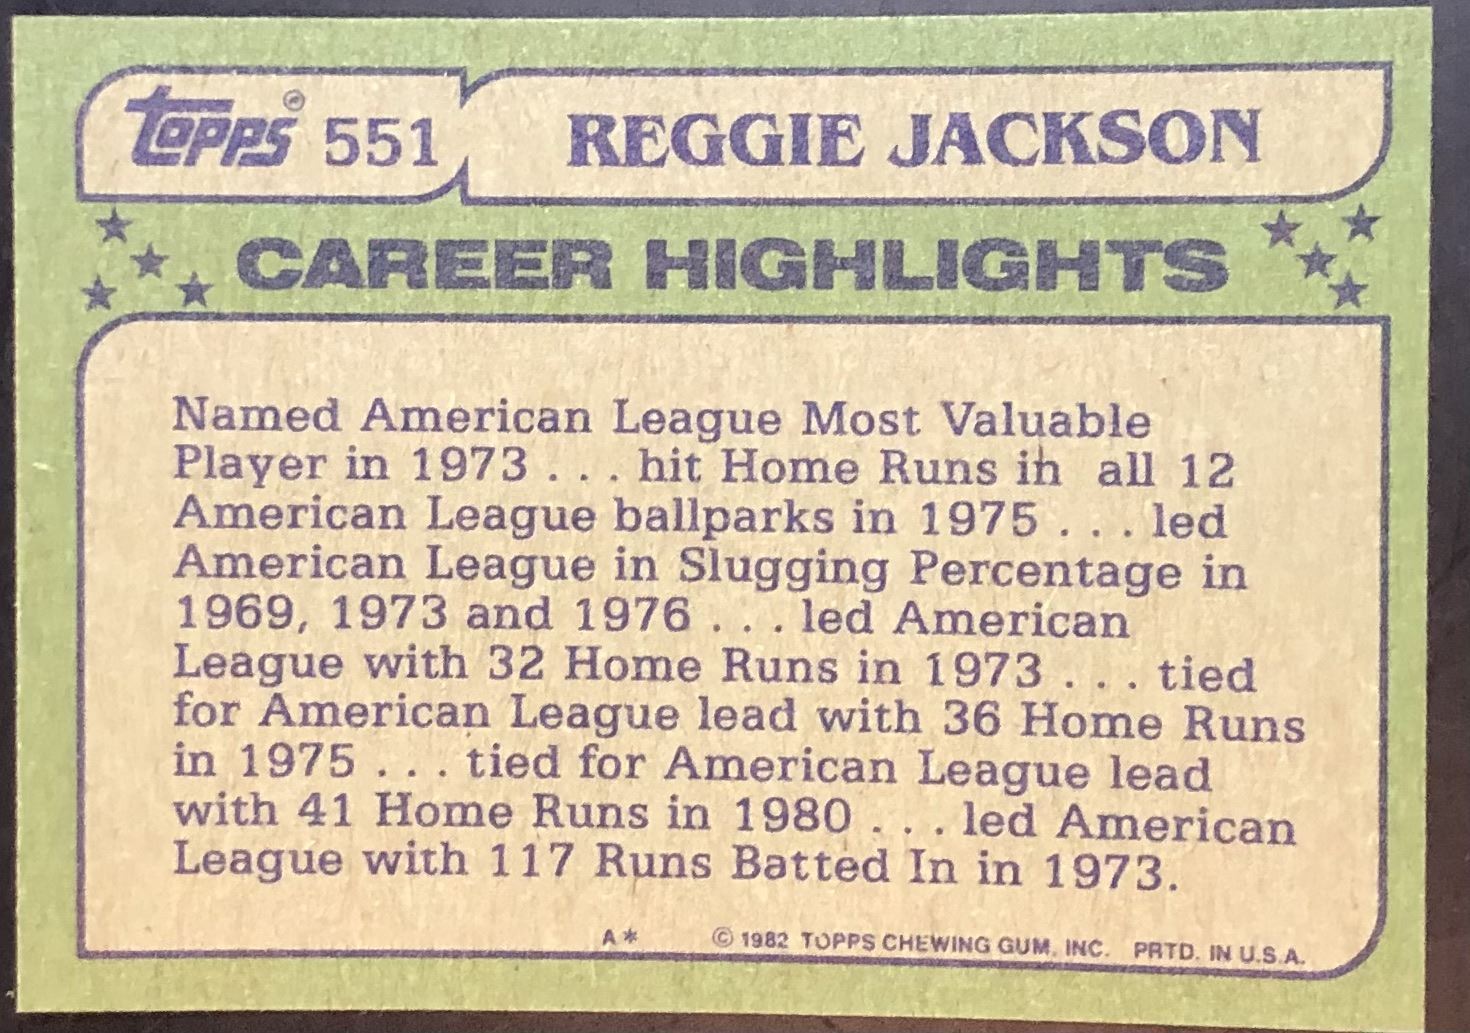 TOPPS® 551 REGGIE JACKSON
CAREER HIGHLIGHTS
Named American League Most Valuable
Player in 1973 . . . hit Home Runs in all 12
American League ballparks in 1975 . . . led
American League in Slugging Percentage in
1969, 1973 and 1976 . . . led American
League with 32 Home Runs in 1973 . . . tied
for American League lead with 36 Home Runs
in 1975 . . . tied for American League lead
with 41 Home Runs in 1980 . . . led American
League with 117 Runs Batted In in 1973.
A* © 1982 TOPPS CHEWING GUM, INC. PRTD. IN U.S.A.